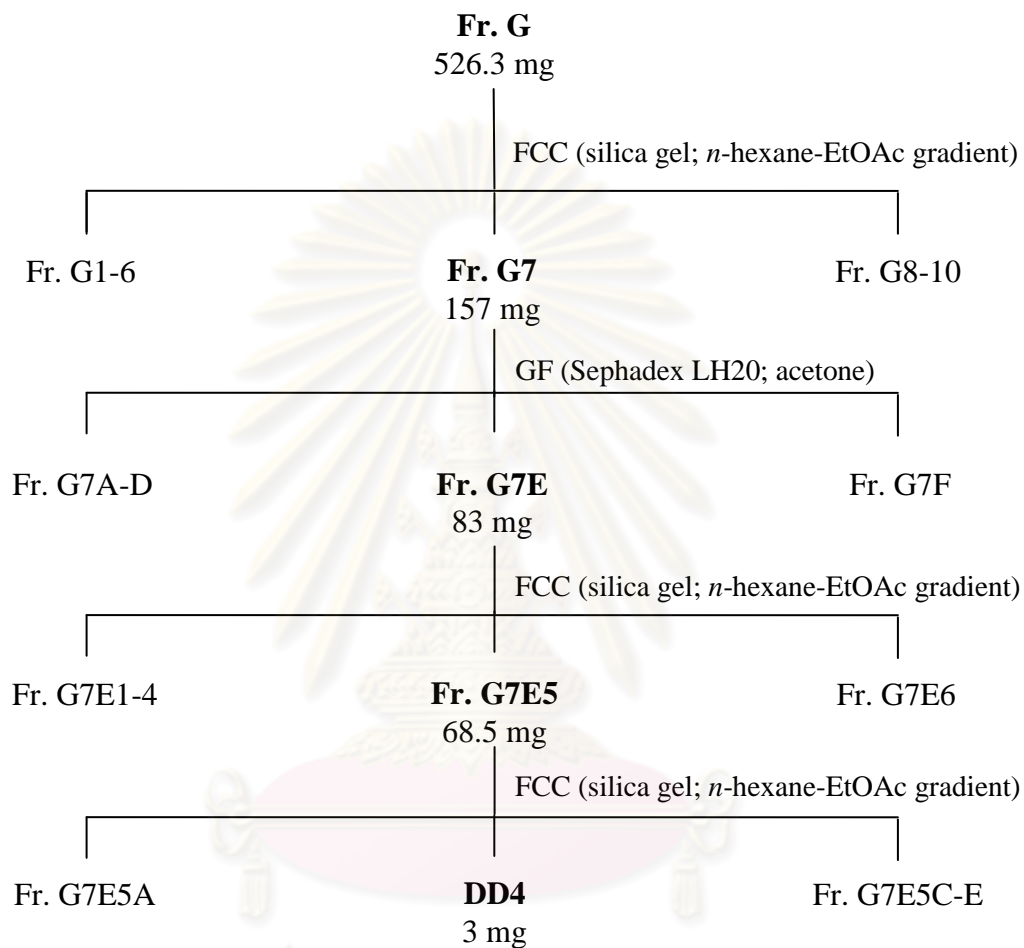 Fr. G
526.3 mg
FCC (silica gel; n-hexane-EtOAc gradient)
Fr. G1-6
Fr. G7
157 mg
Fr. G8-10
GF (Sephadex LH20; acetone)
Fr. G7A-D
Fr. G7E
83 mg
Fr. G7F
FCC (silica gel; n-hexane-EtOAc gradient)
Fr. G7E1-4
Fr. G7E5
68.5 mg
Fr. G7E6
FCC (silica gel; n-hexane-EtOAc gradient)
Fr. G7E5A
DD4
3 mg
Fr. G7E5C-E